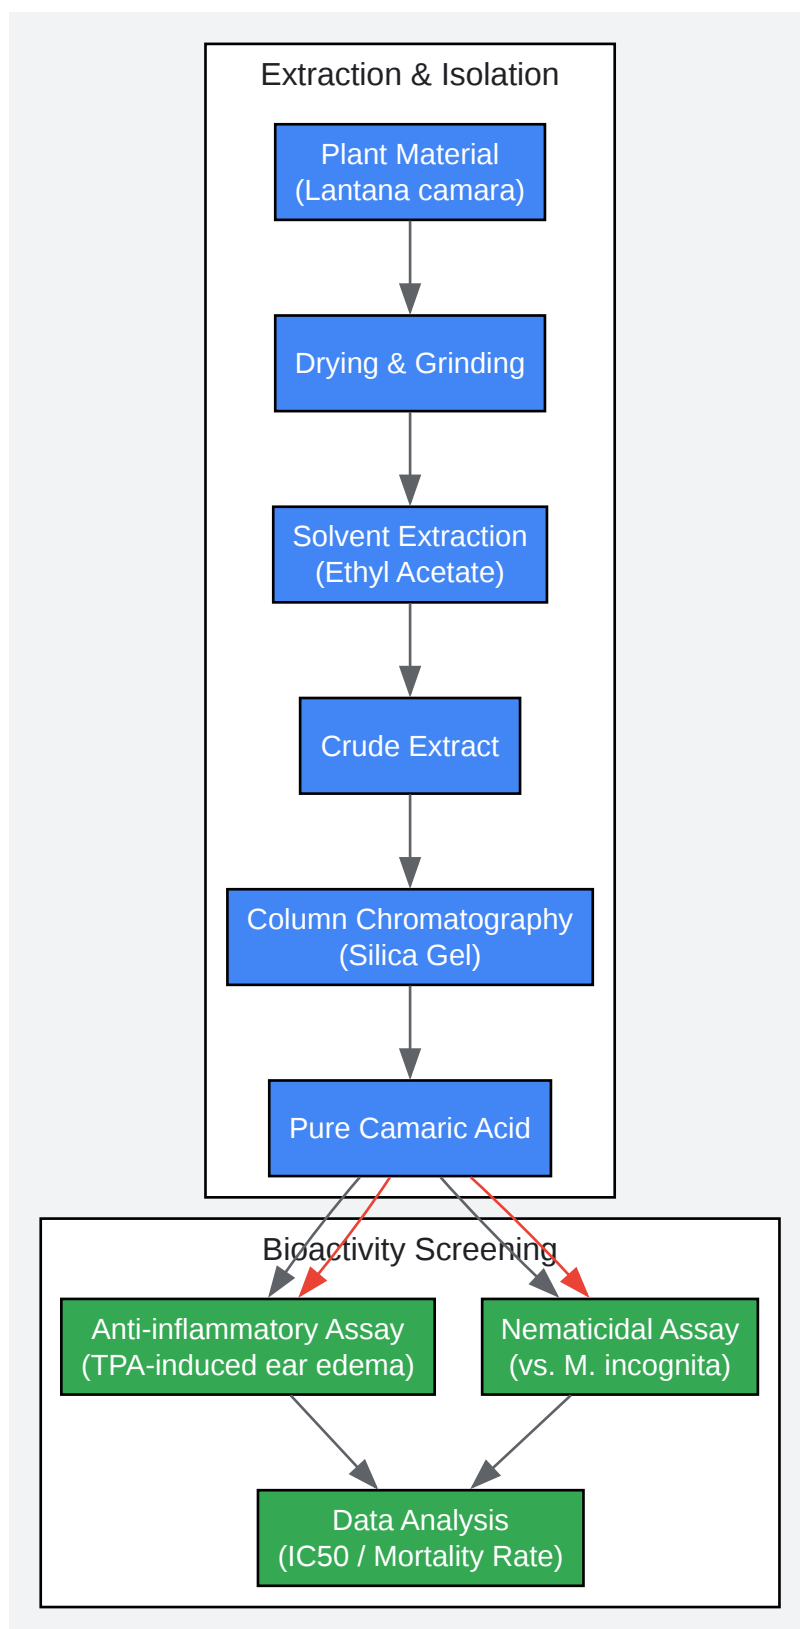 Extraction & Isolation
Plant Material
(Lantana camara)
Drying & Grinding
Solvent Extraction
(Ethyl Acetate)
Crude Extract
Column Chromatography
(Silica Gel)
Pure Camaric Acid
Bioactivity Screening
Anti-inflammatory Assay
(TPA-induced ear edema)
Nematicidal Assay
(vs. M. incognita)
Data Analysis
(IC50 / Mortality Rate)